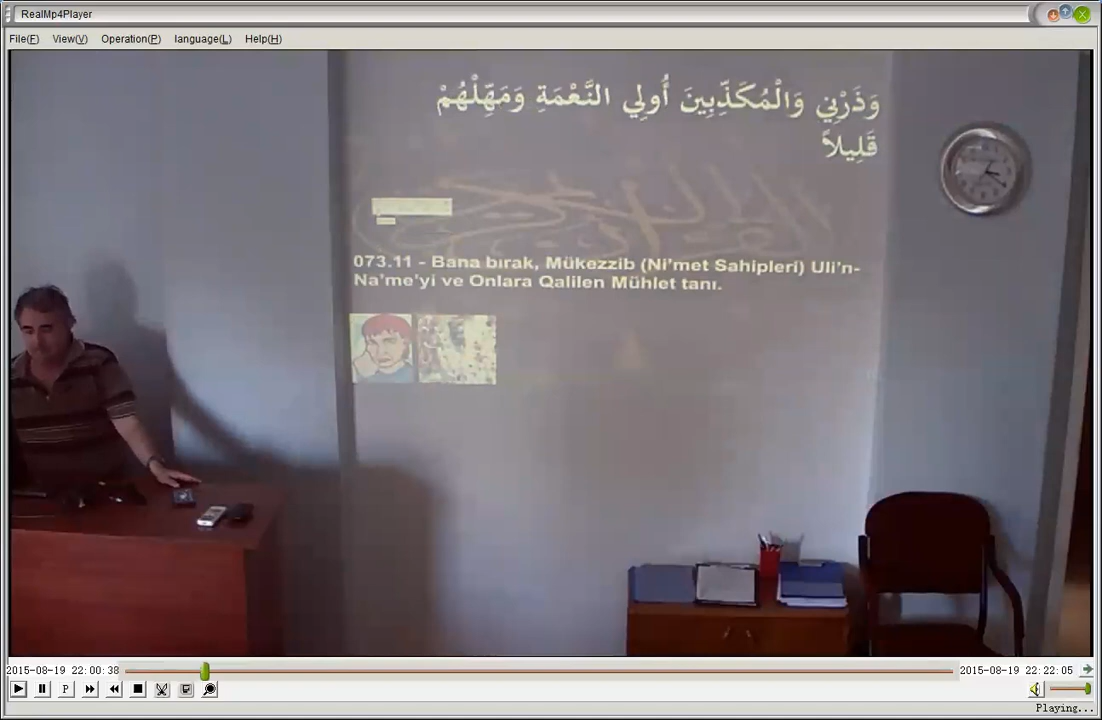 RealMp4Player
File(F) View(V) Operation(P) language(L) Help(H)
وَذَرْنِي وَالْمُكَذِّبِينَ أُولِي النَّعْمَةِ وَمَهِّلْهُمْ
قَلِيلاً
073.11 - Bana bırak, Mükezzib (Ni'met Sahipleri) Uli'n-
Na'me'yi ve Onlara Qalilen Mühlet tanı.
2015-08-19 22:00:38 2015-08-19 22:22:05
P
Playing...